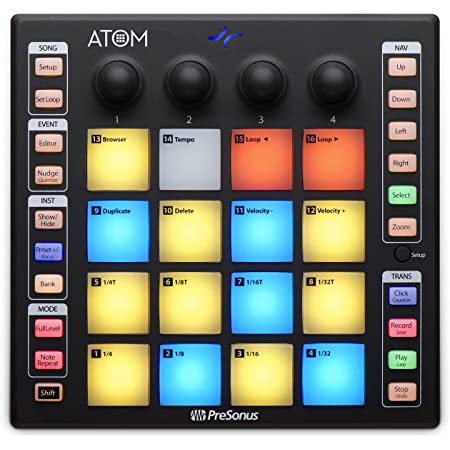 ATOM
SONG
Setup
Set Loop
EVENT
Editor
Nudge
Quantize
INST
Show/
Hide
Preset +/-
Focus
Bank
MODE
Full Level
Note
Repeat
Shift
1 2 3 4
13 Browser
14 Tempo
15 Loop ◄
16 Loop ►
9 Duplicate
10 Delete
11 Velocity -
12 Velocity +
5 1/4T
6 1/8T
7 1/16T
8 1/32T
1 1/4
2 1/8
3 1/16
4 1/32
NAV
Up
Down
Left
Right
Select
Zoom
Setup
TRANS
Click
Count in
Record
Save
Play
Loop
Stop
Undo
PreSonus